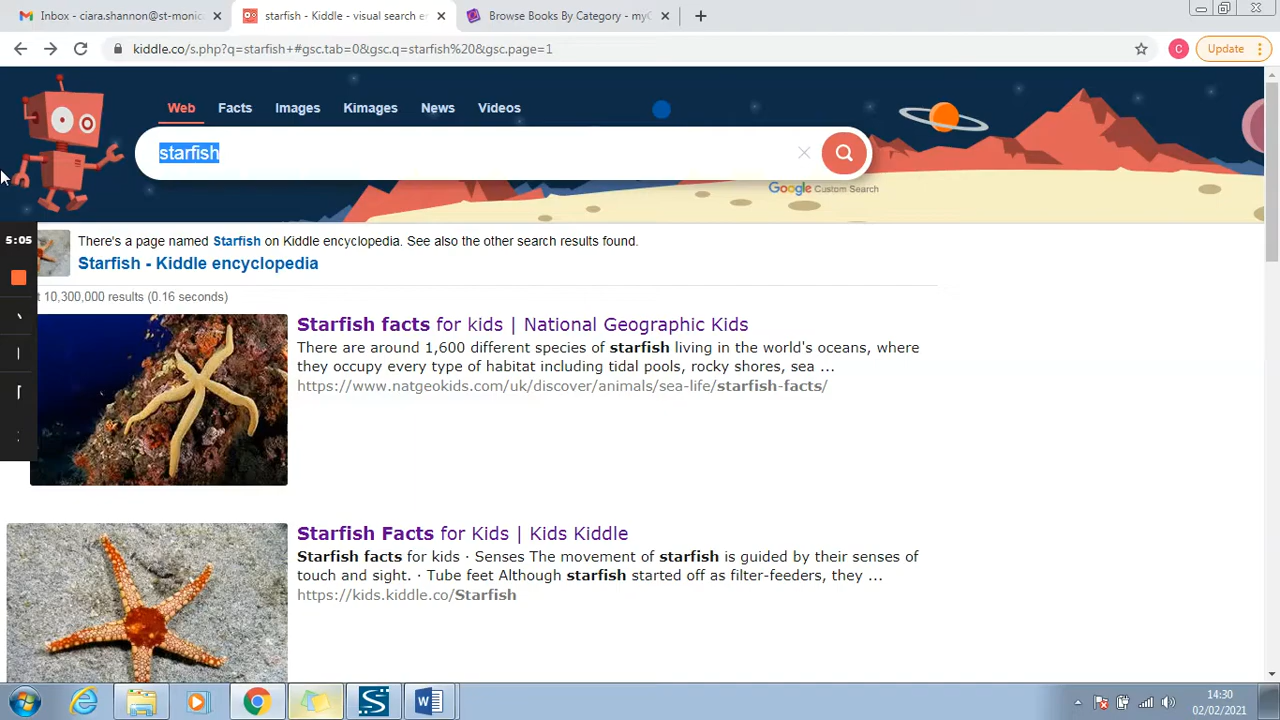 Inbox - ciara.shannon@st-monic
starfish - Kiddle - visual search e
Browse Books By Category - my
Update
kiddle.co/s.php?q=starfish+#gsc.tab=0&gsc.q=starfish%20&gsc.page=1
C
Web
Facts
Images
Kimages
News
Videos
starfish
Google Custom Search
5:05
There's a page named Starfish on Kiddle encyclopedia. See also the other search results found.
Starfish - Kiddle encyclopedia
t 10,300,000 results (0.16 seconds)
Starfish facts for kids | National Geographic Kids
There are around 1,600 different species of starfish living in the world's oceans, where
they occupy every type of habitat including tidal pools, rocky shores, sea ...
https://www.natgeokids.com/uk/discover/animals/sea-life/starfish-facts/
Starfish Facts for Kids | Kids Kiddle
Starfish facts for kids · Senses The movement of starfish is guided by their senses of
touch and sight. · Tube feet Although starfish started off as filter-feeders, they ...
https://kids.kiddle.co/Starfish
14:30
02/02/2021